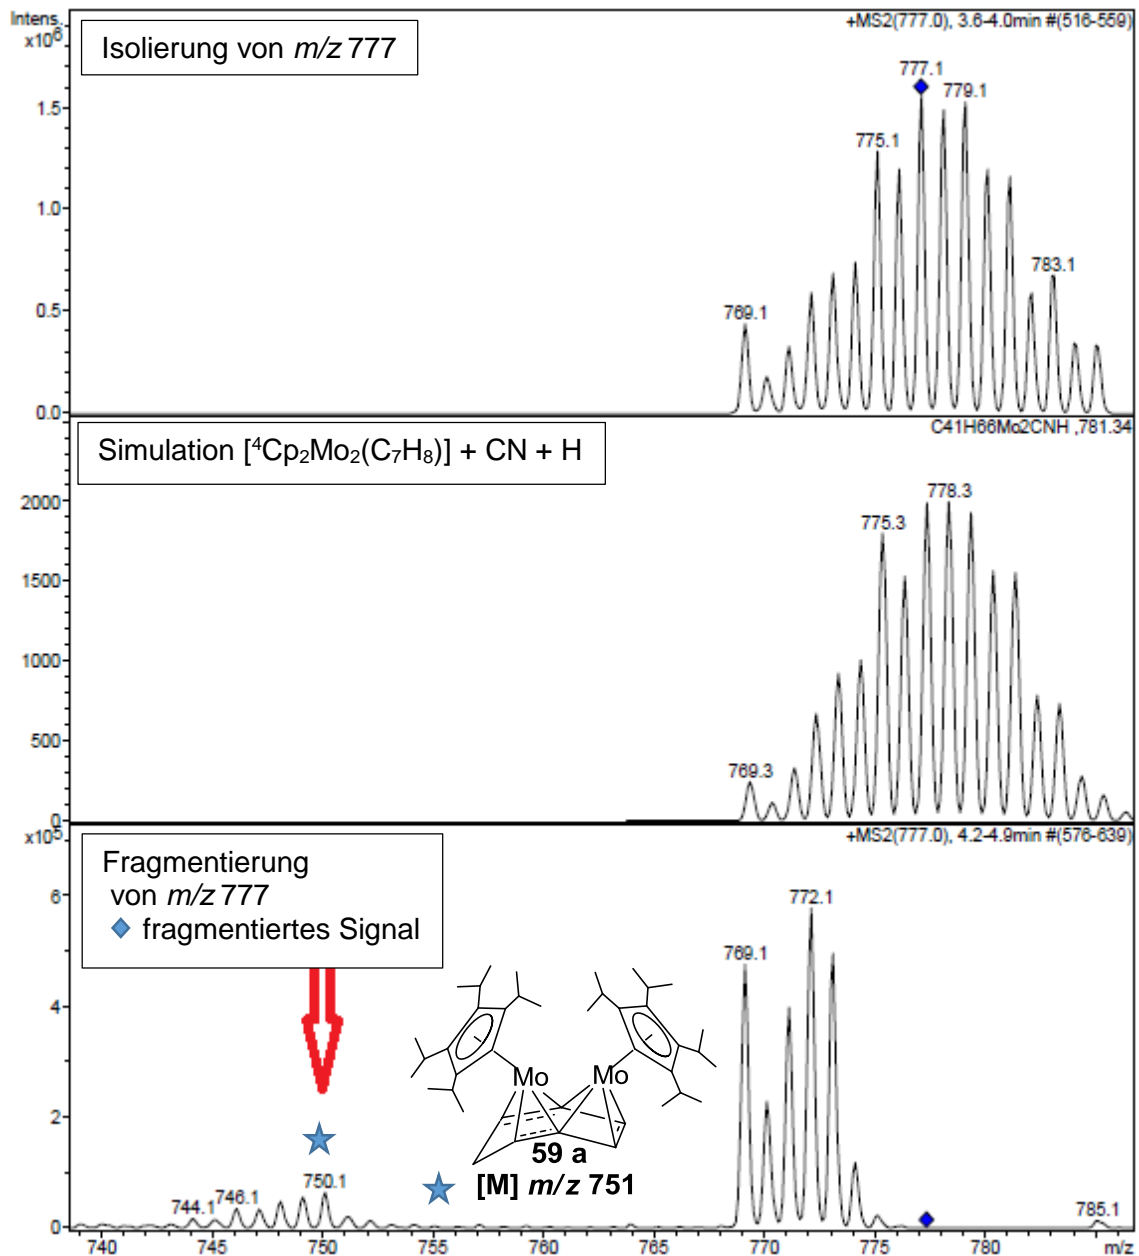 Intens.
x10⁶
+MS2(777.0), 3.6-4.0min #(516-559)
Isolierung von m/z 777
777.1
779.1
775.1
783.1
769.1
1.5
1.0
0.5
0.0
C41H66Mo2CNH ,781.34
Simulation [⁴Cp₂Mo₂(C₇H₈)] + CN + H
778.3
775.3
769.3
2000
1500
1000
500
0
x10⁵
+MS2(777.0), 4.2-4.9min #(576-639)
Fragmentierung
von m/z 777
fragmentiertes Signal
772.1
769.1
6
4
2
0
Mo Mo
59 a
[M] m/z 751
744.1
746.1
750.1
785.1
740 745 750 755 760 765 770 775 780 m/z